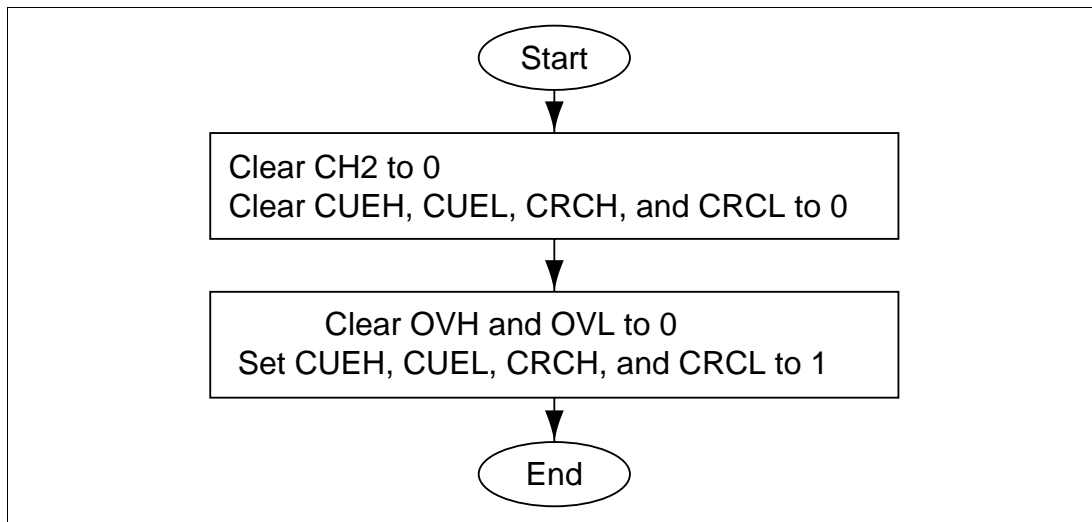 Start
Clear CH2 to 0
Clear CUEH, CUEL, CRCH, and CRCL to 0
Clear OVH and OVL to 0
Set CUEH, CUEL, CRCH, and CRCL to 1
End